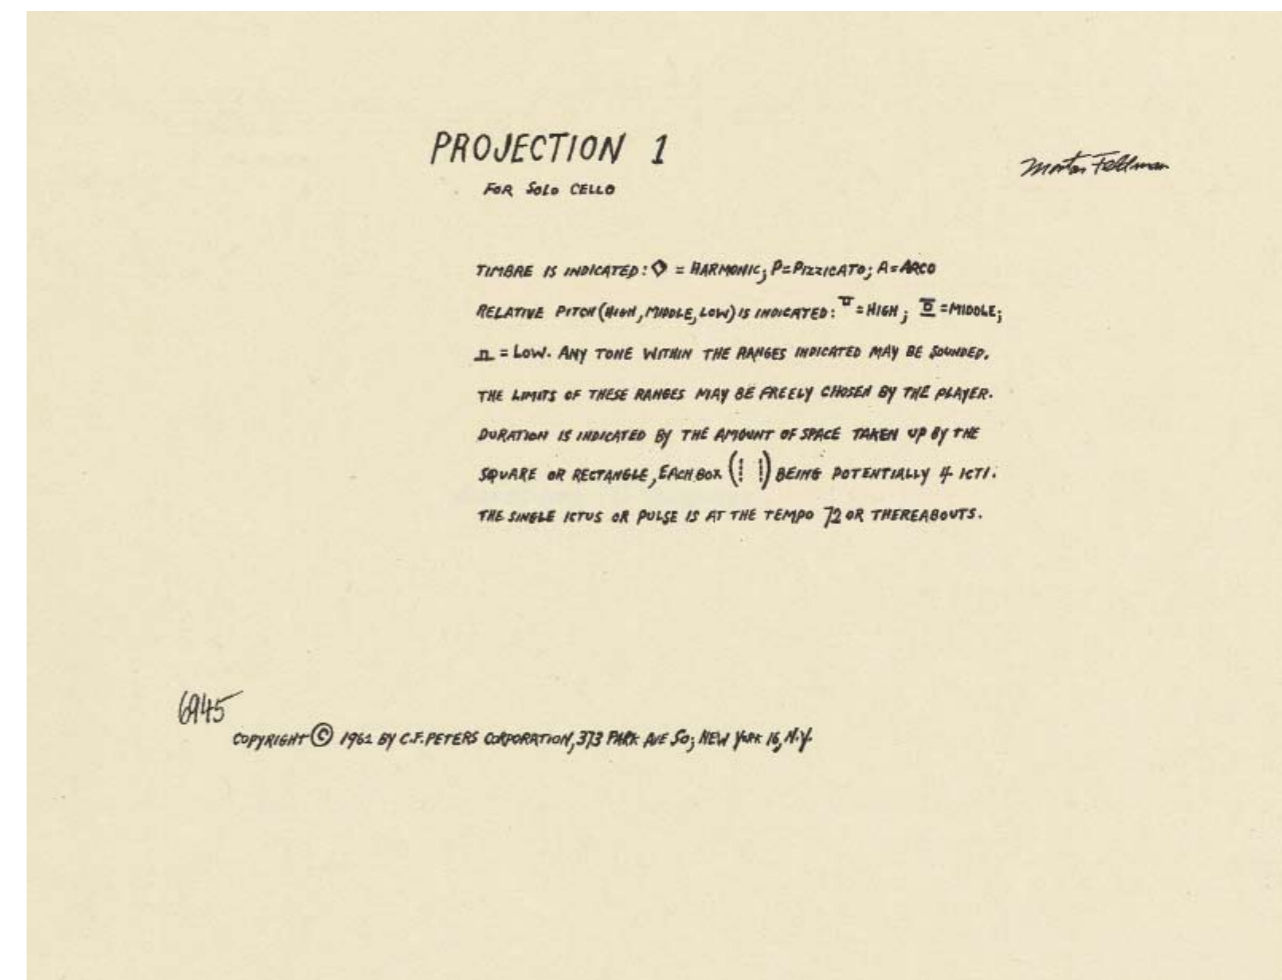 PROJECTION 1
Morton Feldman
FOR SOLO CELLO
TIMBRE IS INDICATED: ◇ = HARMONIC; P=PIZZICATO; A=ARCO
RELATIVE PITCH (HIGH, MIDDLE, LOW) IS INDICATED: =HIGH; =MIDDLE;
= LOW. ANY TONE WITHIN THE RANGES INDICATED MAY BE SOUNDED.
THE LIMITS OF THESE RANGES MAY BE FREELY CHOSEN BY THE PLAYER.
DURATION IS INDICATED BY THE AMOUNT OF SPACE TAKEN UP BY THE
SQUARE OR RECTANGLE, EACH BOX (¦ ¦) BEING POTENTIALLY 4 ICTI.
THE SINGLE ICTUS OR PULSE IS AT THE TEMPO 72 OR THEREABOUTS.
6945
COPYRIGHT © 1962 BY C.F. PETERS CORPORATION, 373 PARK AVE SO; NEW YORK 16, N.Y.